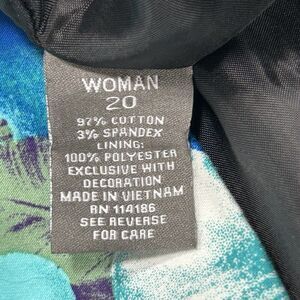 WOMAN
20
97% COTTON
3% SPANDEX
LINING:
100% POLYESTER
EXCLUSIVE WITH
DECORATION
MADE IN VIETNAM
RN 114186
SEE REVERSE
FOR CARE